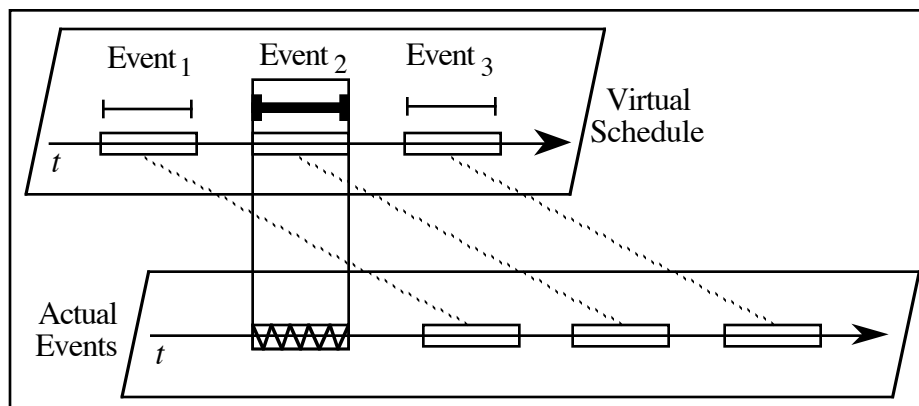 Event 1
Event 2
Event 3
Virtual
Schedule
t
Actual
Events
t